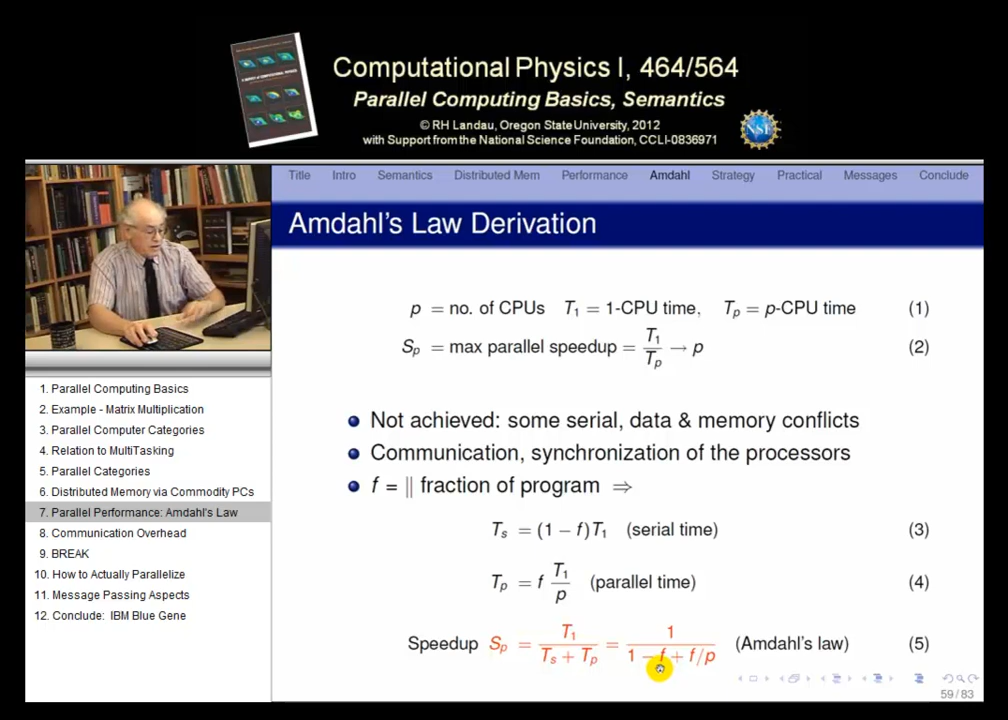 Computational Physics I, 464/564
Parallel Computing Basics, Semantics
© RH Landau, Oregon State University, 2012
with Support from the National Science Foundation, CCLI-0836971
NSF
Title Intro Semantics Distributed Mem Performance Amdahl Strategy Practical Messages Conclude
Amdahl's Law Derivation
p = no. of CPUs T₁ = 1-CPU time, Tₚ = p-CPU time (1)
Sₚ = max parallel speedup = T₁/Tₚ → p (2)
Not achieved: some serial, data & memory conflicts
Communication, synchronization of the processors
f = || fraction of program ⇒
Tₛ = (1 − f)T₁ (serial time) (3)
Tₚ = f T₁/p (parallel time) (4)
Speedup Sₚ = T₁/(Tₛ + Tₚ) = 1/(1 − f + f/p) (Amdahl's law) (5)
59 / 83
1. Parallel Computing Basics
2. Example - Matrix Multiplication
3. Parallel Computer Categories
4. Relation to MultiTasking
5. Parallel Categories
6. Distributed Memory via Commodity PCs
7. Parallel Performance: Amdahl's Law
8. Communication Overhead
9. BREAK
10. How to Actually Parallelize
11. Message Passing Aspects
12. Conclude: IBM Blue Gene